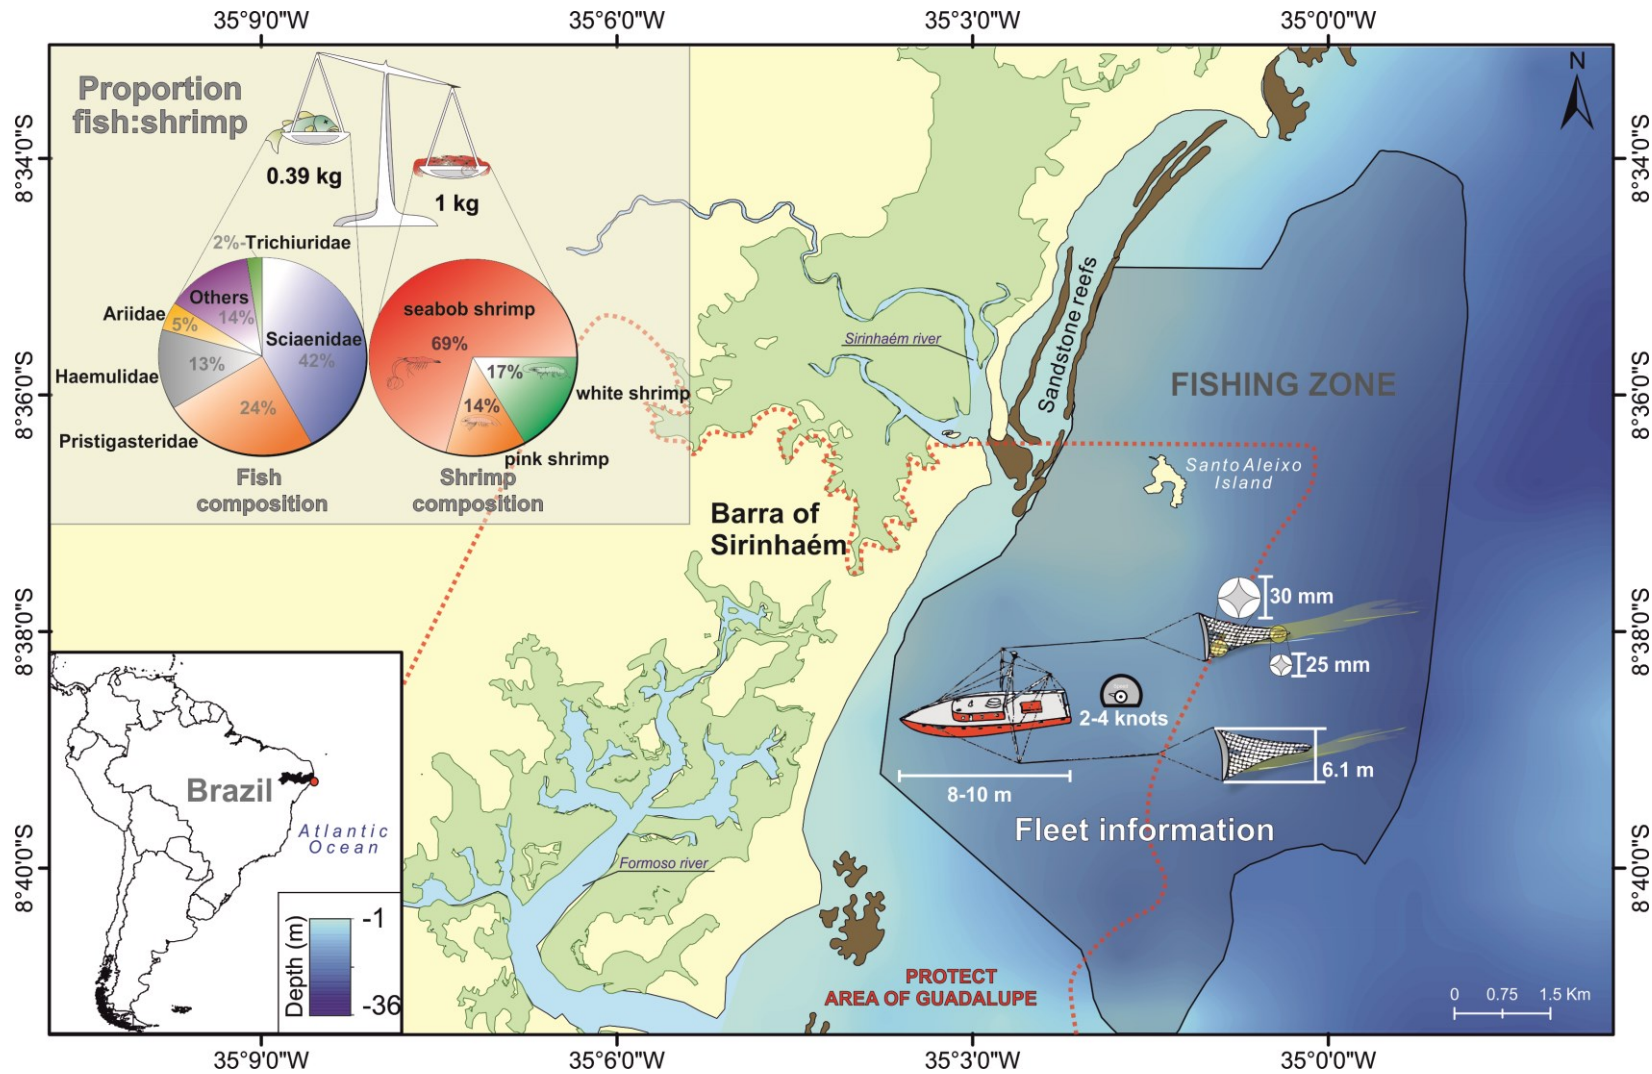 35°9'0"W
35°6'0"W
35°3'0"W
35°0'0"W
8°34'0"S
8°36'0"S
8°38'0"S
8°40'0"S
8°34'0"S
8°36'0"S
8°38'0"S
8°40'0"S
Proportion
fish:shrimp
0.39 kg
1 kg
2%-Trichiuridae
Others
14%
Ariidae
5%
Sciaenidae
42%
Haemulidae
13%
24%
Pristigasteridae
Fish
composition
seabob shrimp
69%
17%
white shrimp
14%
pink shrimp
Shrimp
composition
N
Sirinhaém river
Sandstone reefs
FISHING ZONE
Santo Aleixo
Island
Barra of
Sirinhaém
30 mm
25 mm
2-4 knots
6.1 m
8-10 m
Fleet information
Formoso river
PROTECT
AREA OF GUADALUPE
Brazil
Atlantic
Ocean
Depth (m)
-1
-36
0 0.75 1.5 Km
35°9'0"W
35°6'0"W
35°3'0"W
35°0'0"W